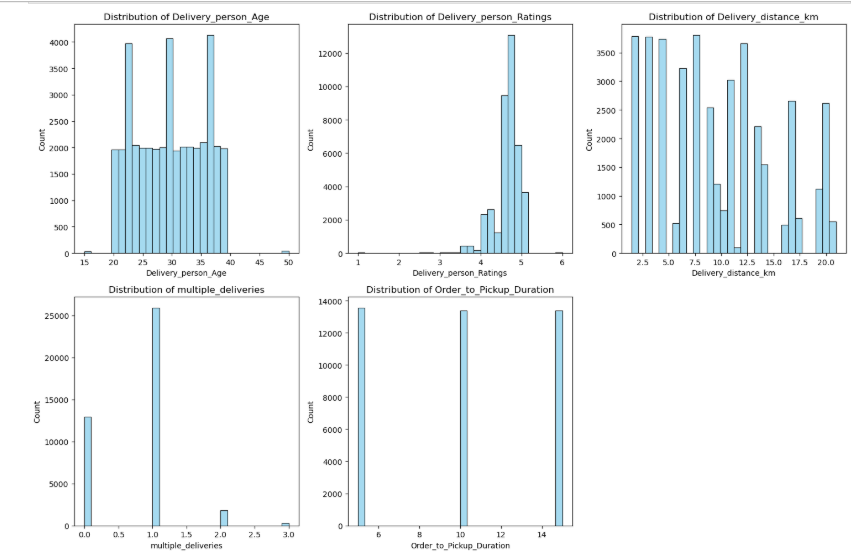 Distribution of Delivery_person_Age
Count
4000
3500
3000
2500
2000
1500
1000
500
0
15 20 25 30 35 40 45 50
Delivery_person_Age
Distribution of Delivery_person_Ratings
Count
12000
10000
8000
6000
4000
2000
0
1 2 3 4 5 6
Delivery_person_Ratings
Distribution of Delivery_distance_km
Count
3500
3000
2500
2000
1500
1000
500
0
2.5 5.0 7.5 10.0 12.5 15.0 17.5 20.0
Delivery_distance_km
Distribution of multiple_deliveries
Count
25000
20000
15000
10000
5000
0
0.0 0.5 1.0 1.5 2.0 2.5 3.0
multiple_deliveries
Distribution of Order_to_Pickup_Duration
Count
14000
12000
10000
8000
6000
4000
2000
0
6 8 10 12 14
Order_to_Pickup_Duration